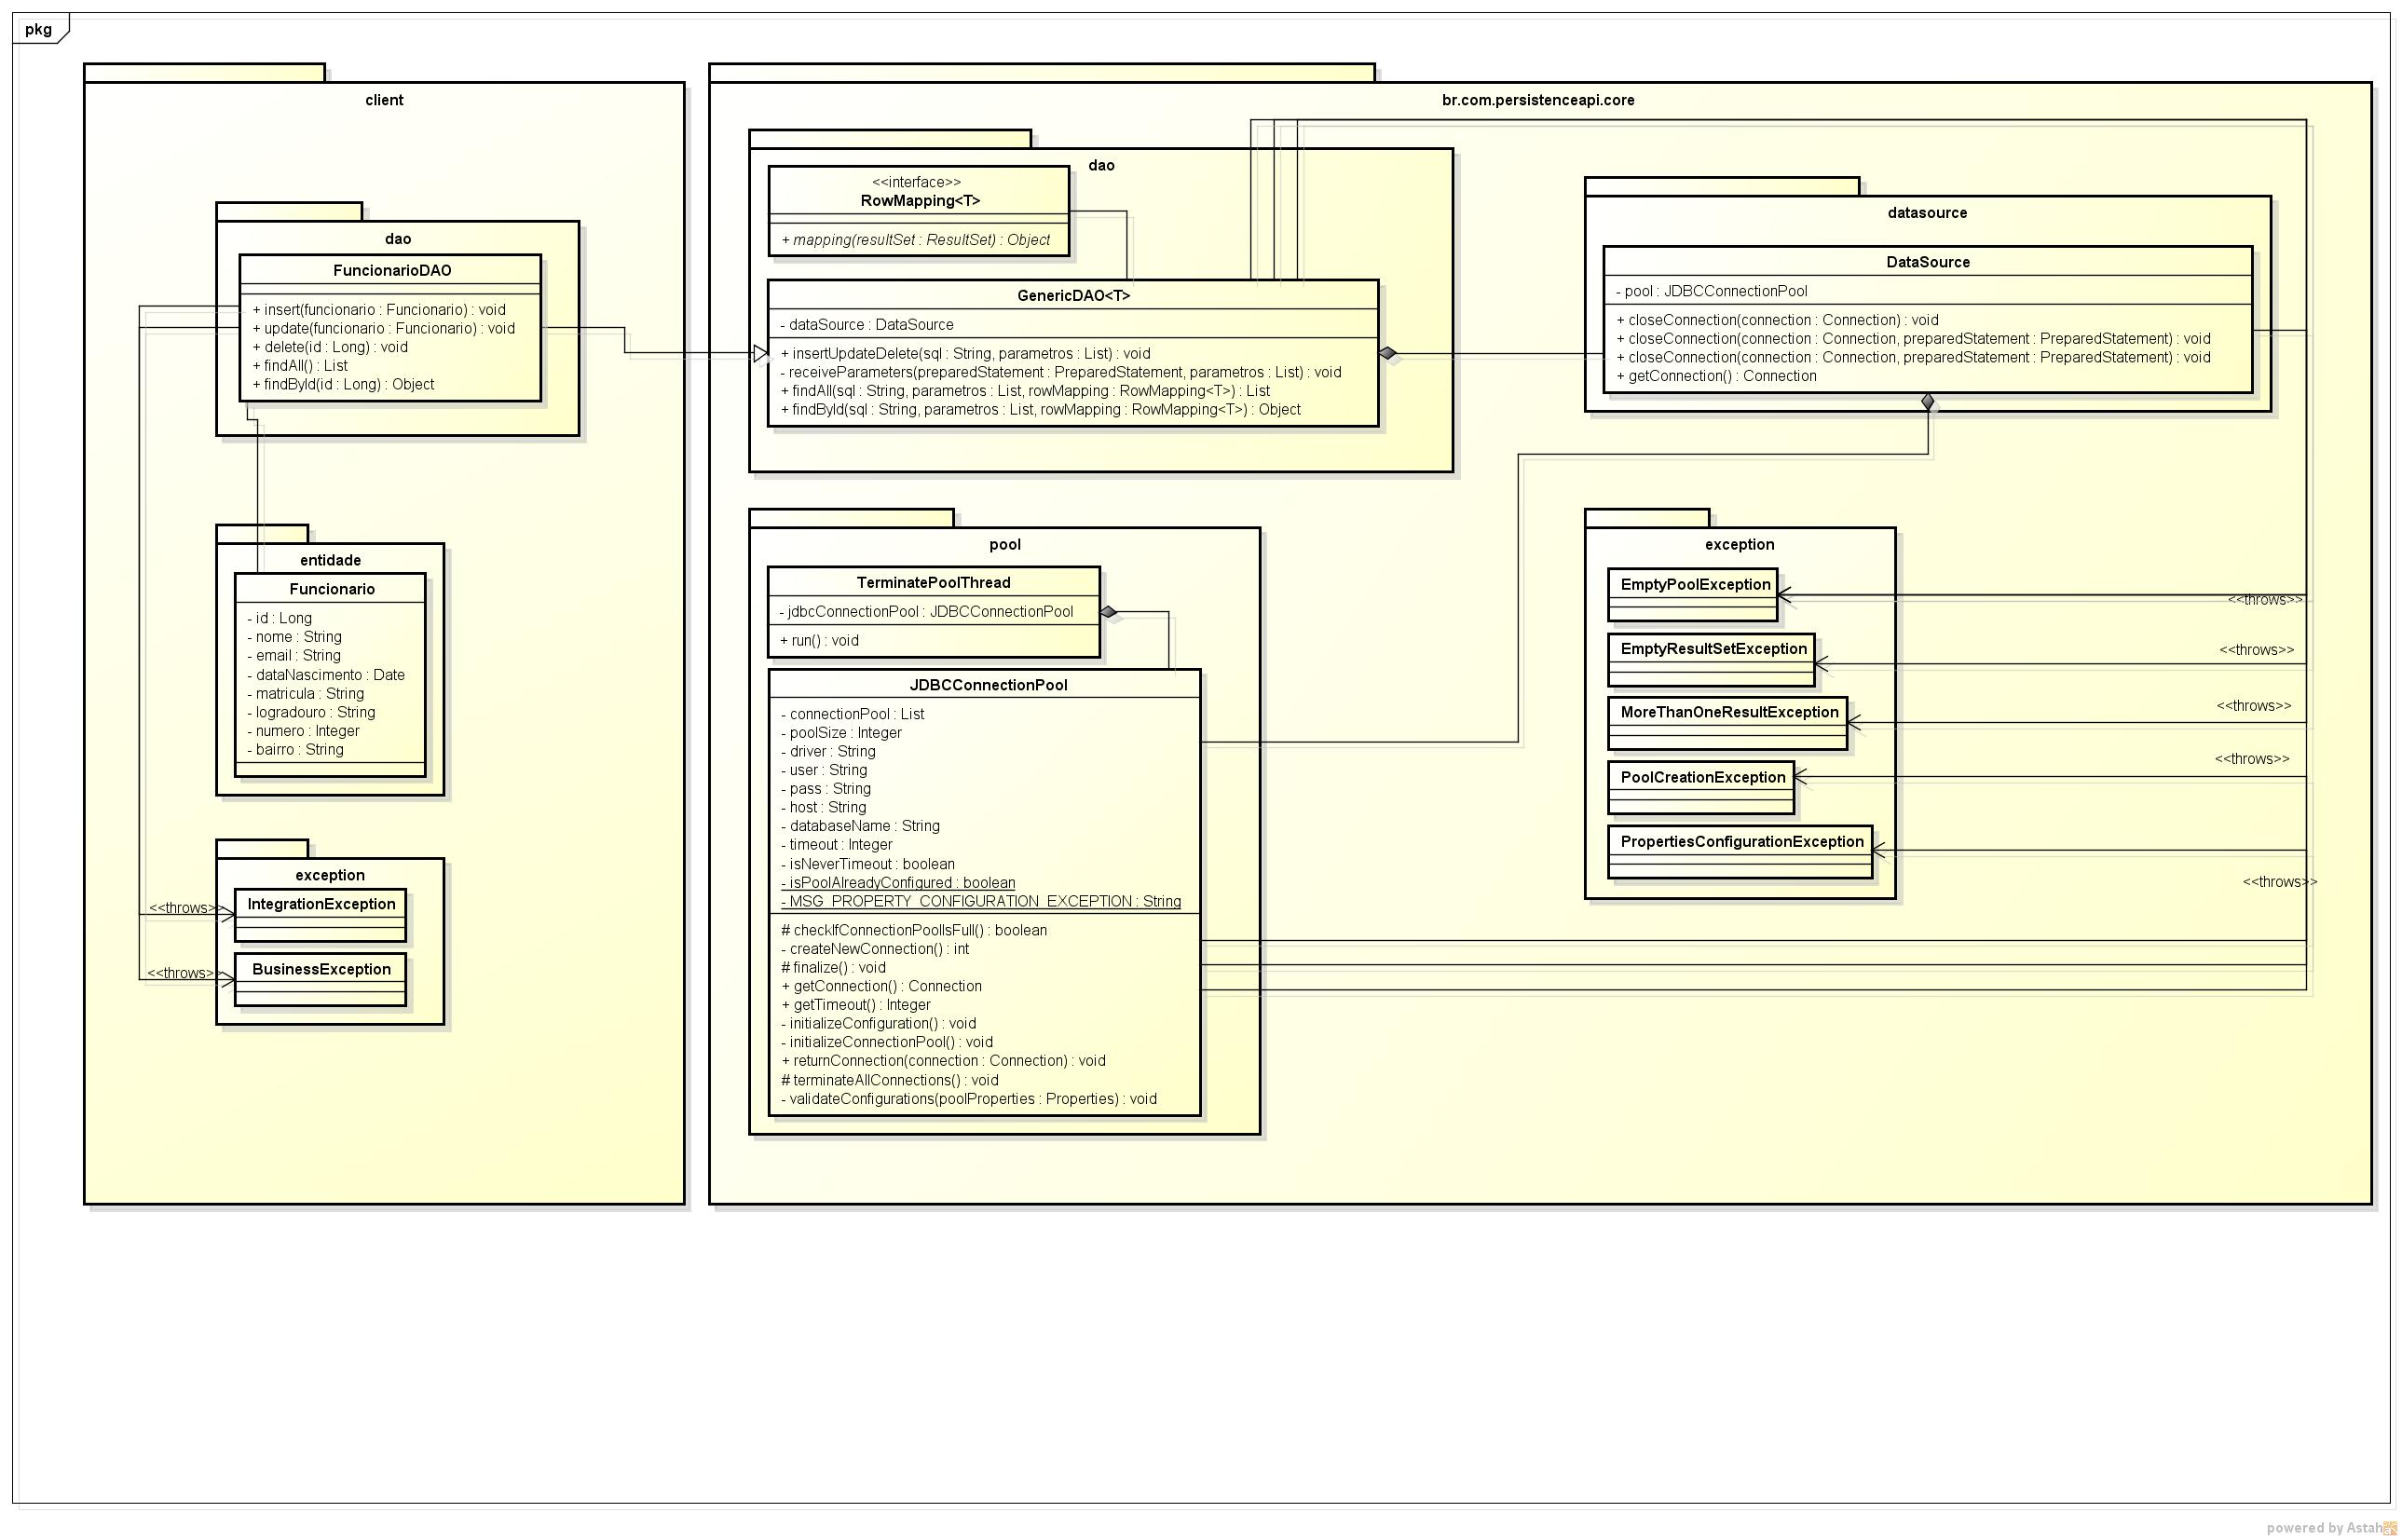 pkg
client
dao
FuncionarioDAO
+ insert(funcionario : Funcionario) : void
+ update(funcionario : Funcionario) : void
+ delete(id : Long) : void
+ findAll() : List
+ findById(id : Long) : Object
entidade
Funcionario
- id : Long
- nome : String
- email : String
- dataNascimento : Date
- matricula : String
- logradouro : String
- numero : Integer
- bairro : String
exception
IntegrationException
<<throws>>
BusinessException
<<throws>>
br.com.persistenceapi.core
dao
<<interface>>
RowMapping<T>
+ mapping(resultSet : ResultSet) : Object
GenericDAO<T>
- dataSource : DataSource
+ insertUpdateDelete(sql : String, parametros : List) : void
- receiveParameters(preparedStatement : PreparedStatement, parametros : List) : void
+ findAll(sql : String, parametros : List, rowMapping : RowMapping<T>) : List
+ findById(sql : String, parametros : List, rowMapping : RowMapping<T>) : Object
datasource
DataSource
- pool : JDBCConnectionPool
+ closeConnection(connection : Connection) : void
+ closeConnection(connection : Connection, preparedStatement : PreparedStatement) : void
+ closeConnection(connection : Connection, preparedStatement : PreparedStatement) : void
+ getConnection() : Connection
pool
TerminatePoolThread
- jdbcConnectionPool : JDBCConnectionPool
+ run() : void
JDBCConnectionPool
- connectionPool : List
- poolSize : Integer
- driver : String
- user : String
- pass : String
- host : String
- databaseName : String
- timeout : Integer
- isNeverTimeout : boolean
- isPoolAlreadyConfigured : boolean
- MSG_PROPERTY_CONFIGURATION_EXCEPTION : String
# checkIfConnectionPoolIsFull() : boolean
- createNewConnection() : int
# finalize() : void
+ getConnection() : Connection
+ getTimeout() : Integer
- initializeConfiguration() : void
- initializeConnectionPool() : void
+ returnConnection(connection : Connection) : void
# terminateAllConnections() : void
- validateConfigurations(poolProperties : Properties) : void
exception
EmptyPoolException
<<throws>>
EmptyResultSetException
<<throws>>
MoreThanOneResultException
<<throws>>
PoolCreationException
<<throws>>
PropertiesConfigurationException
<<throws>>
powered by Astah